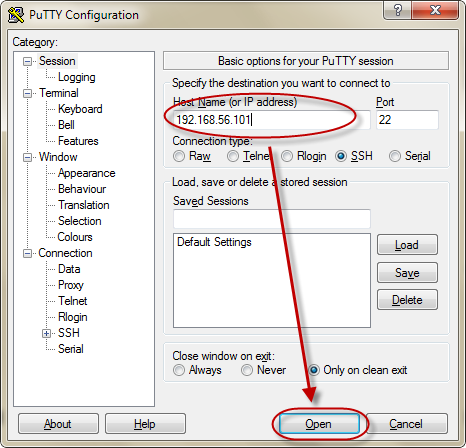 PuTTY Configuration
Category:
Session
Logging
Terminal
Keyboard
Bell
Features
Window
Appearance
Behaviour
Translation
Selection
Colours
Connection
Data
Proxy
Telnet
Rlogin
SSH
Serial
Basic options for your PuTTY session
Specify the destination you want to connect to
Host Name (or IP address) Port
192.168.56.101 22
Connection type:
Raw Telnet Rlogin SSH Serial
Load, save or delete a stored session
Saved Sessions
Default Settings
Load
Save
Delete
Close window on exit:
Always Never Only on clean exit
About Help Open Cancel